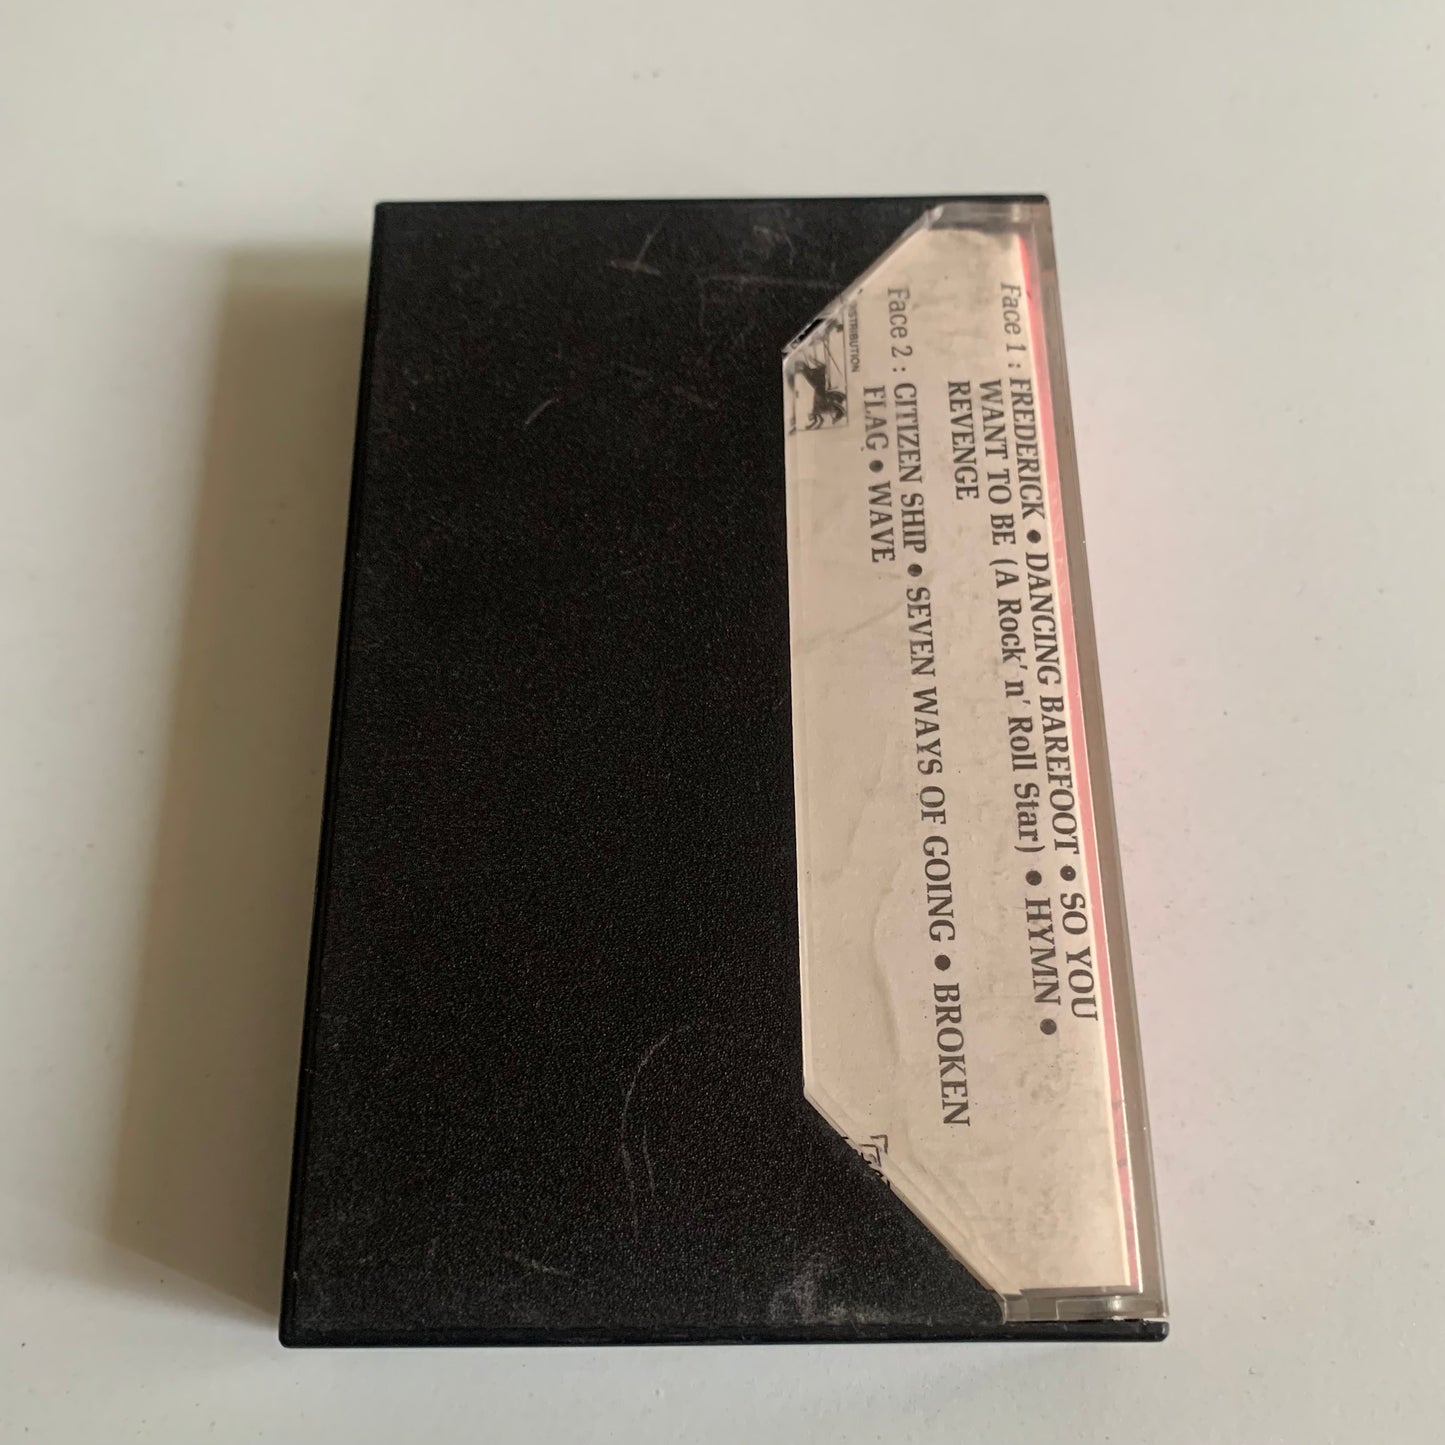 Face 1 : FREDERICK • DANCING BAREFOOT • SO YOU
WANT TO BE (A Rock' n' Roll Star) • HYMN •
REVENGE
Face 2 : CITIZEN SHIP • SEVEN WAYS OF GOING • BROKEN
FLAG • WAVE
DISTRIBUTION